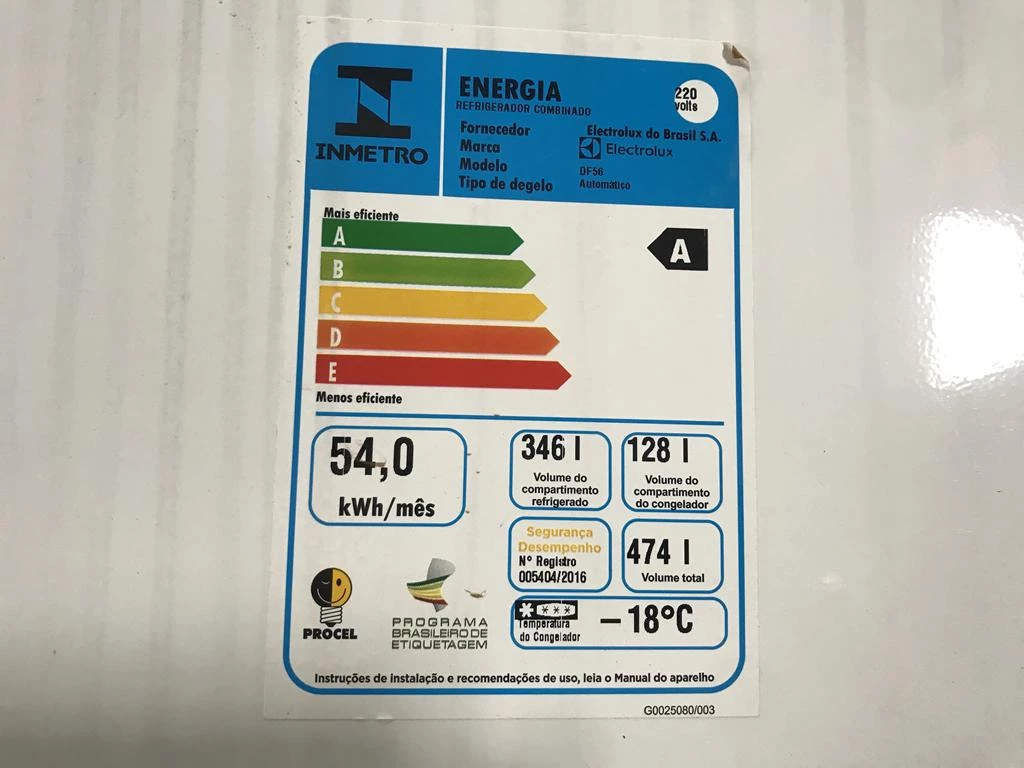 INMETRO
ENERGIA
REFRIGERADOR COMBINADO
220
volts
Fornecedor Electrolux do Brasil S.A.
Marca Electrolux
Modelo DF56
Tipo de degelo Automático
Mais eficiente
A
A
B
C
D
E
Menos eficiente
54,0
kWh/mês
346 l
Volume do
compartimento
refrigerado
128 l
Volume do
compartimento
do congelador
Segurança
Desempenho
Nº Registro
005404/2016
474 l
Volume total
Temperatura
do Congelador
–18ºC
PROCEL
PROGRAMA
BRASILEIRO DE
ETIQUETAGEM
Instruções de instalação e recomendações de uso, leia o Manual do aparelho
G0025080/003